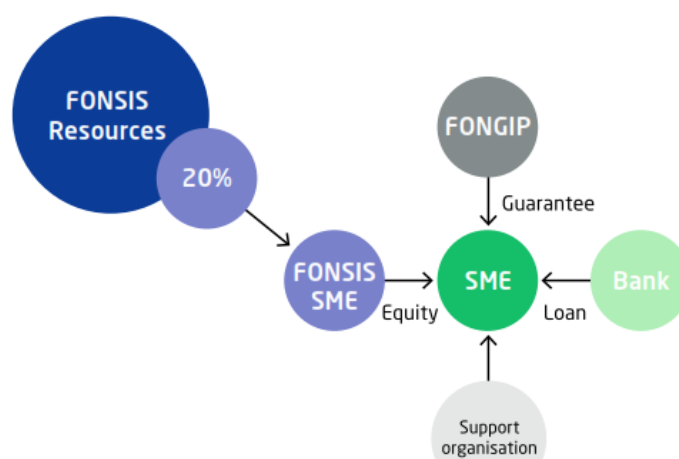 FONSIS
Resources
20%
FONGIP
Guarantee
FONSIS
SME
Equity
SME
Loan
Bank
Support
organisation